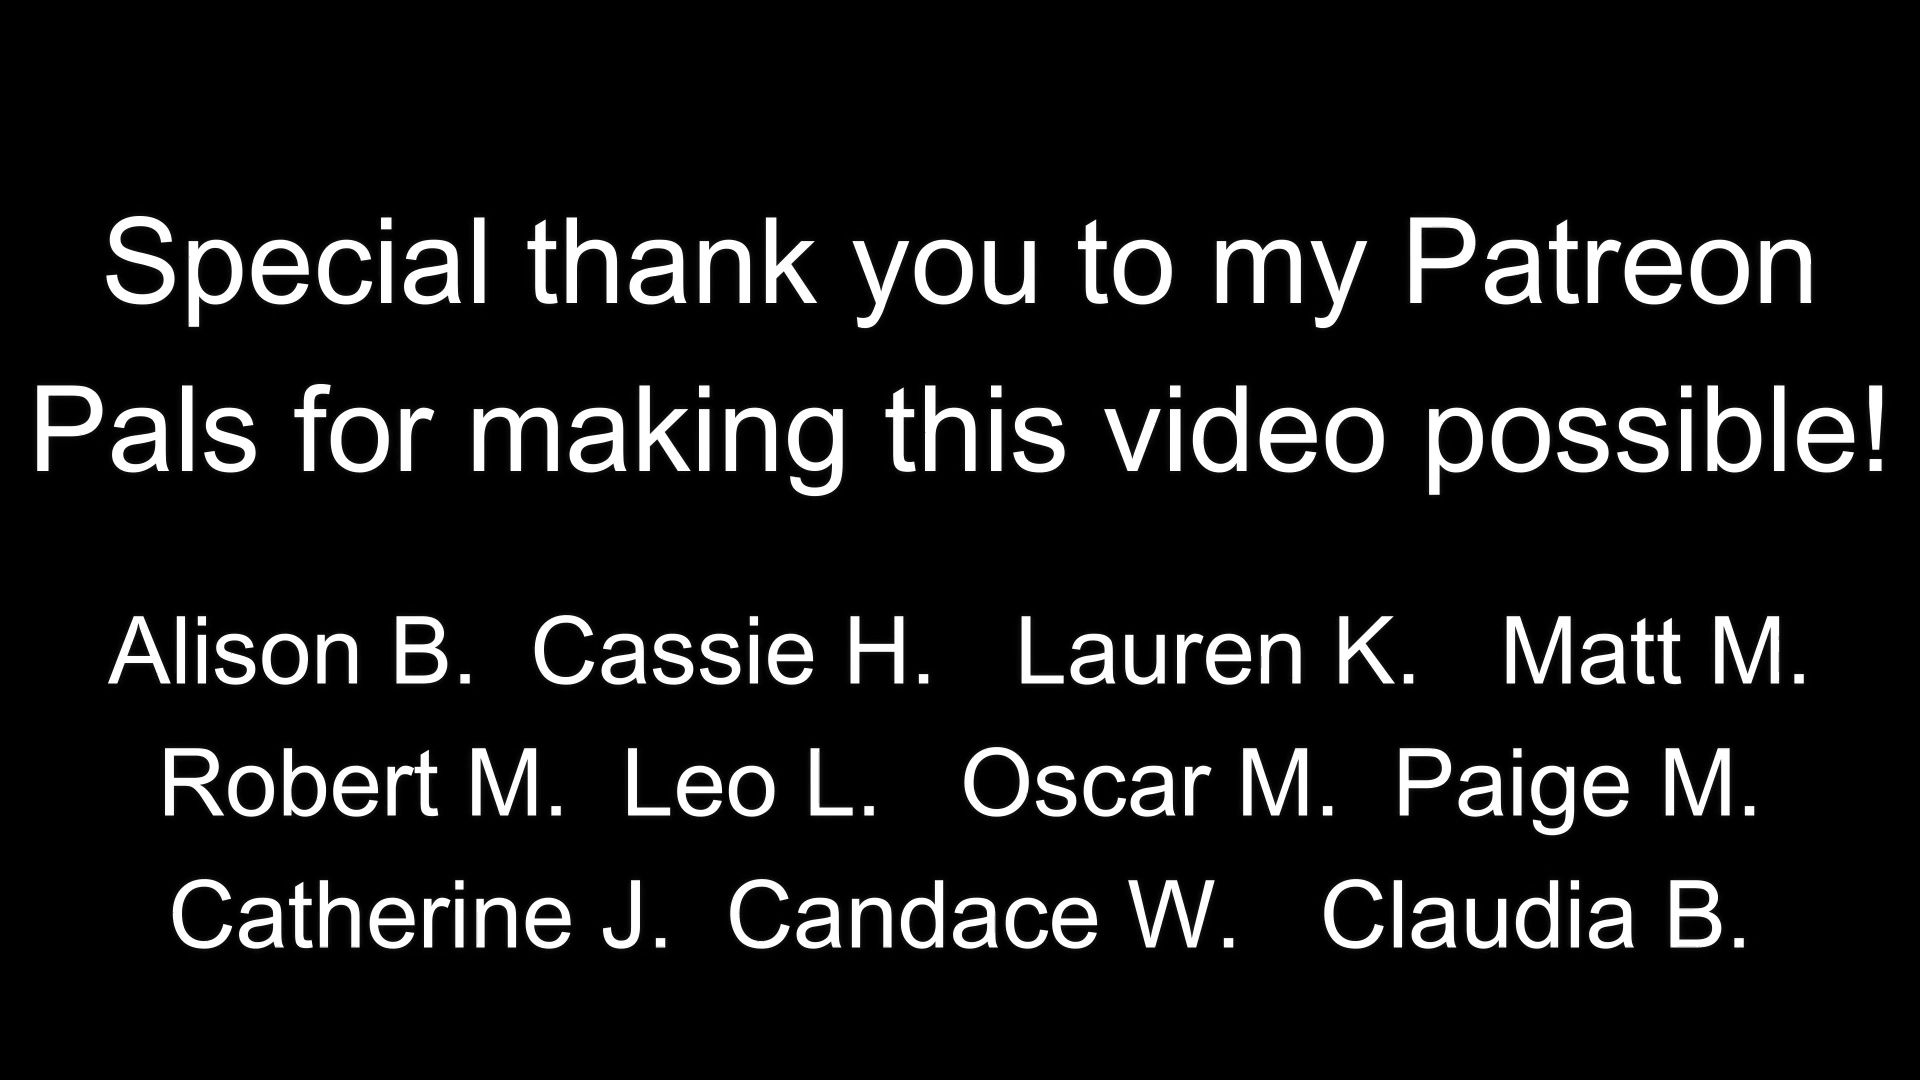 Special thank you to my Patreon
Pals for making this video possible!
Alison B. Cassie H. Lauren K. Matt M.
Robert M. Leo L. Oscar M. Paige M.
Catherine J. Candace W. Claudia B.